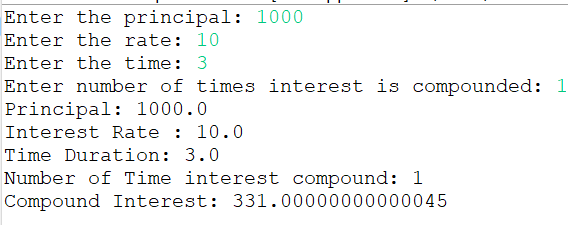 Enter the principal: 1000
Enter the rate: 10
Enter the time: 3
Enter number of times interest is compounded: 1
Principal: 1000.0
Interest Rate : 10.0
Time Duration: 3.0
Number of Time interest compound: 1
Compound Interest: 331.00000000000045